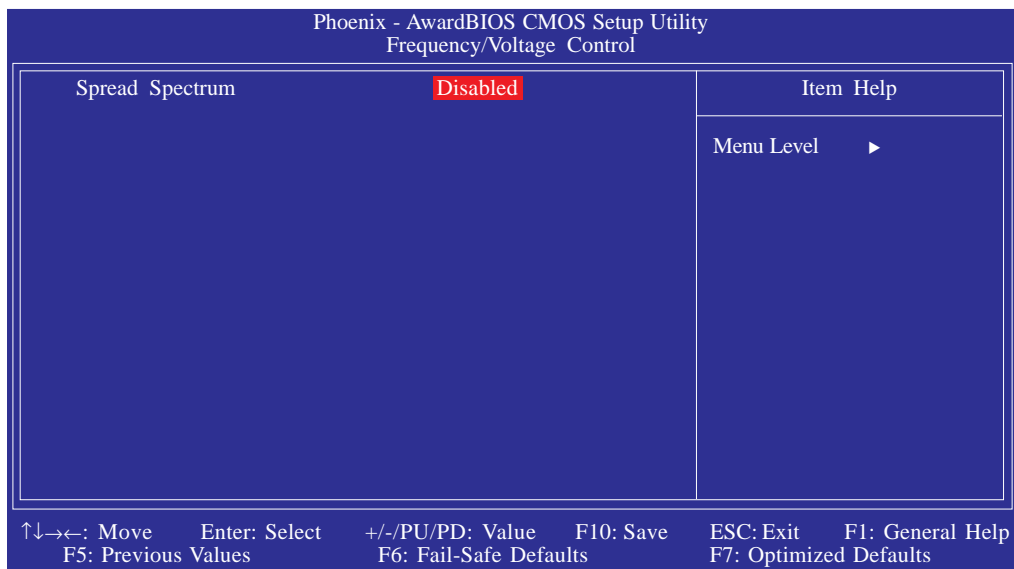 Phoenix - AwardBIOS CMOS Setup Utility
Frequency/Voltage Control
Spread Spectrum Disabled
Item Help
Menu Level ▶
↑↓→←: Move Enter: Select +/-/PU/PD: Value F10: Save ESC: Exit F1: General Help
F5: Previous Values F6: Fail-Safe Defaults F7: Optimized Defaults